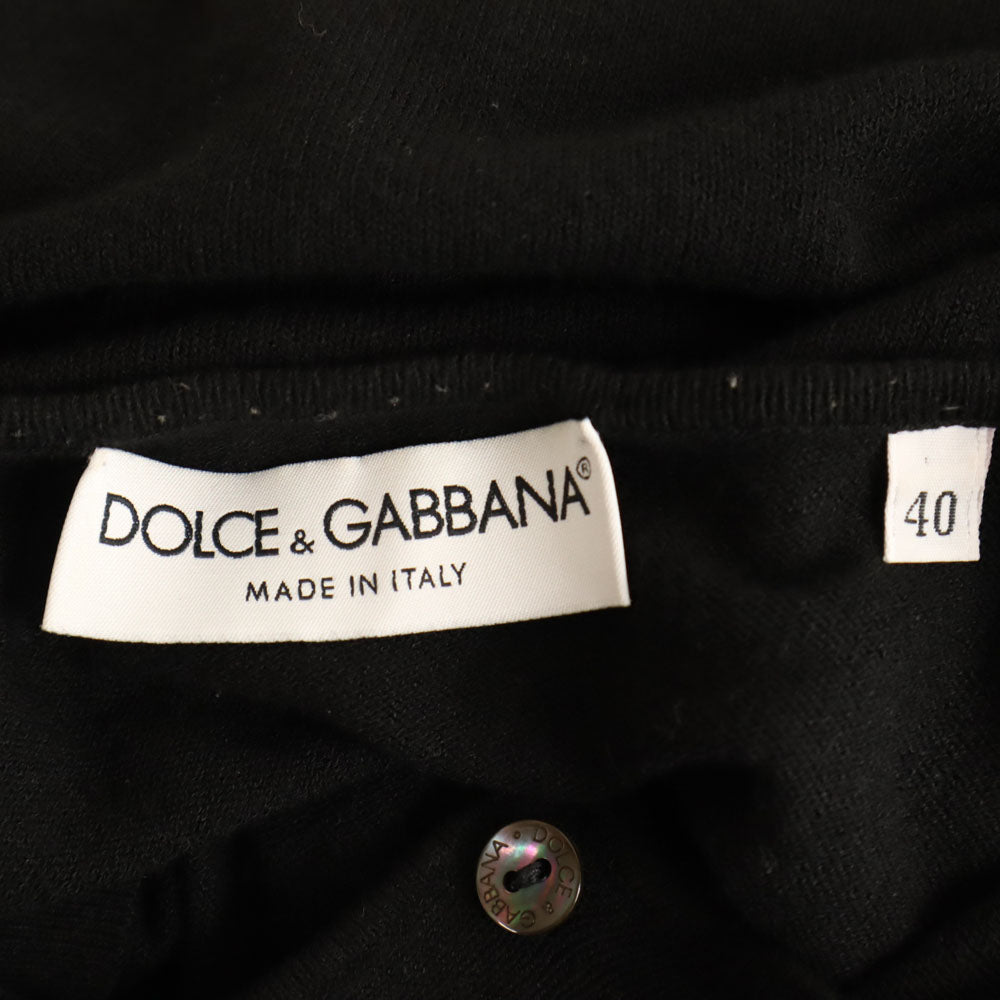 DOLCE & GABBANA®
MADE IN ITALY
40
DOLCE & GABBANA •